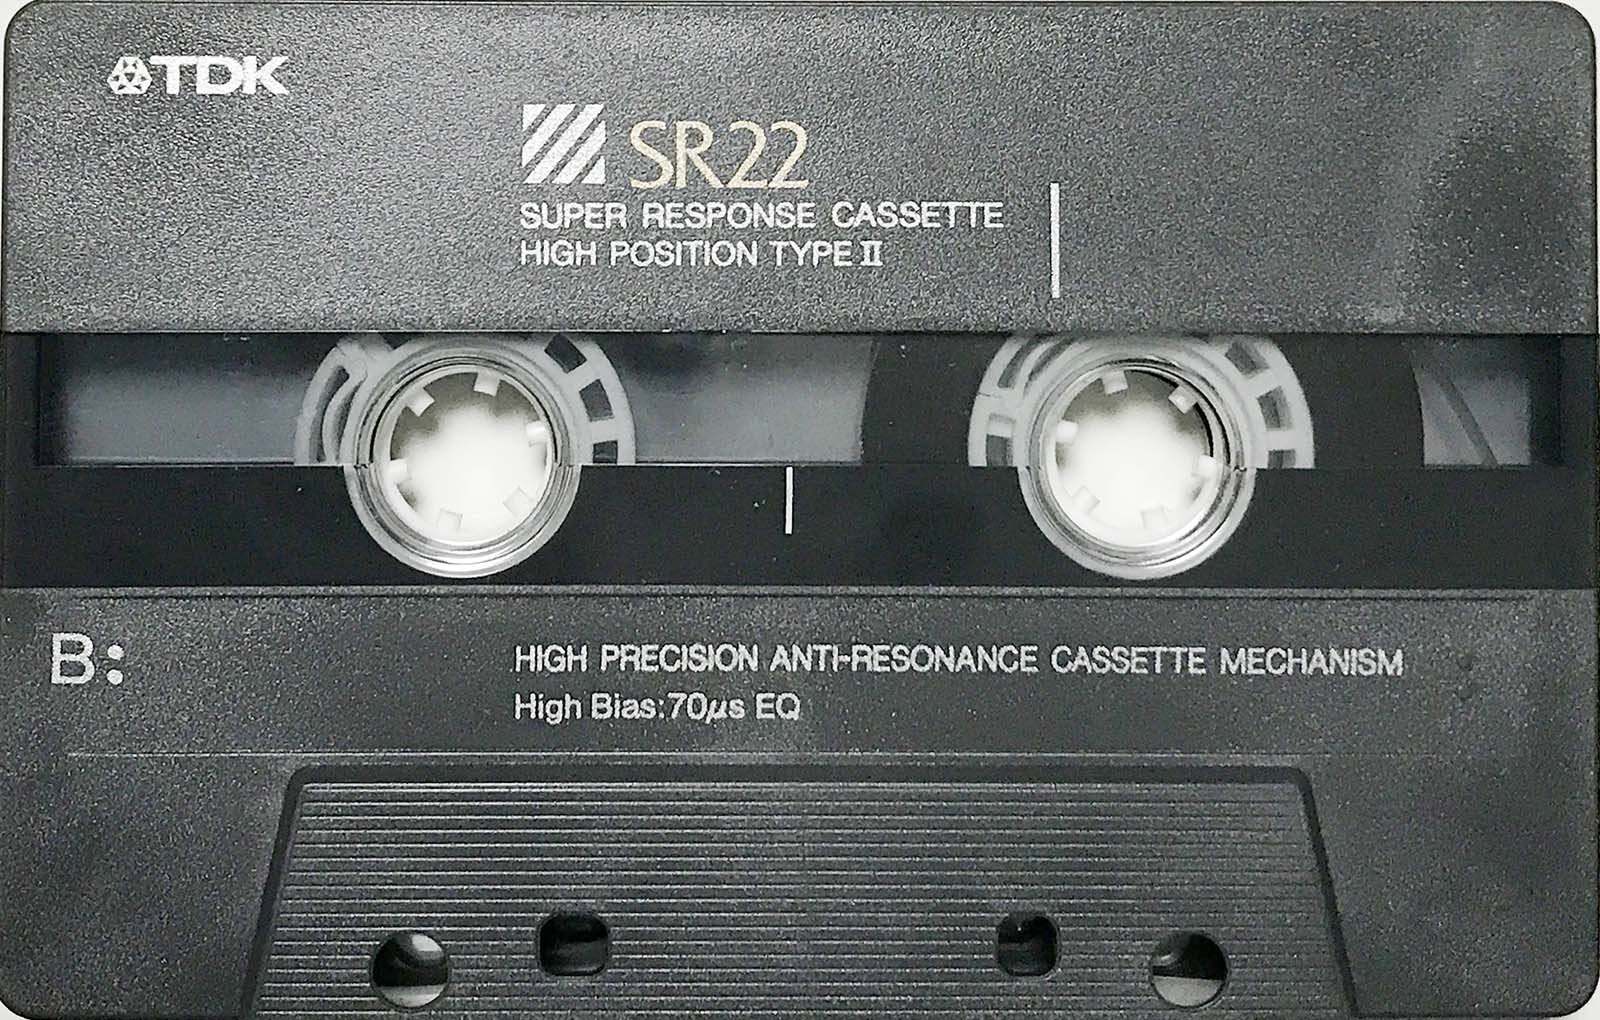 TDK
SR22
SUPER RESPONSE CASSETTE
HIGH POSITION TYPE II
B:
HIGH PRECISION ANTI-RESONANCE CASSETTE MECHANISM
High Bias:70μs EQ